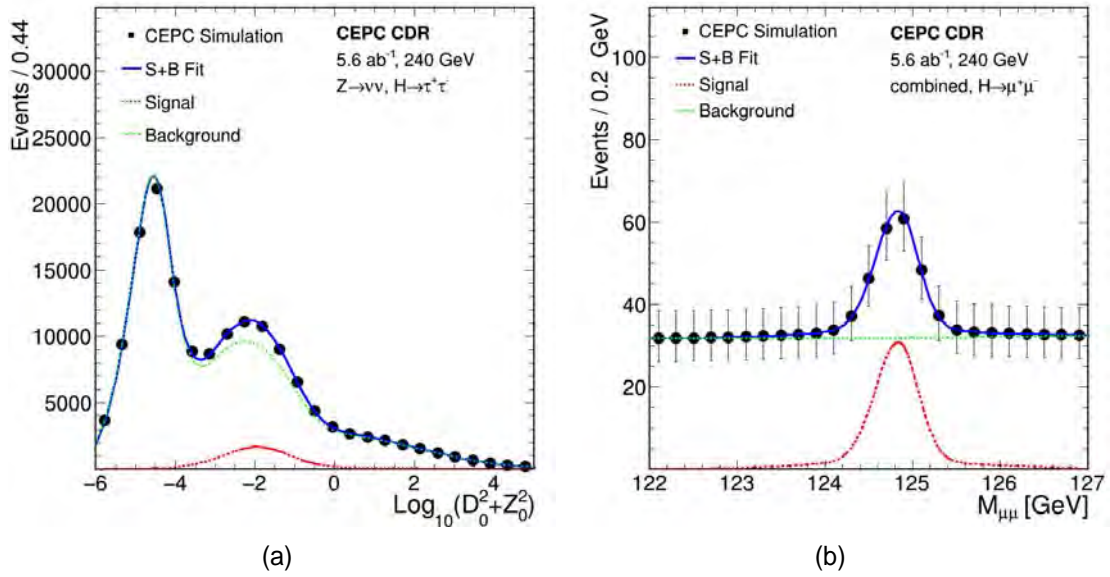 Events / 0.44
30000
25000
20000
15000
10000
5000
CEPC Simulation
S+B Fit
Signal
Background
CEPC CDR
5.6 ab⁻¹, 240 GeV
Z→νν, H→τ⁺τ⁻
-6 -4 -2 0 2 4
Log₁₀(D₀²+Z₀²)
(a)
Events / 0.2 GeV
100
80
60
40
20
CEPC Simulation
S+B Fit
Signal
Background
CEPC CDR
5.6 ab⁻¹, 240 GeV
combined, H→μ⁺μ⁻
122 123 124 125 126 127
Mμμ [GeV]
(b)